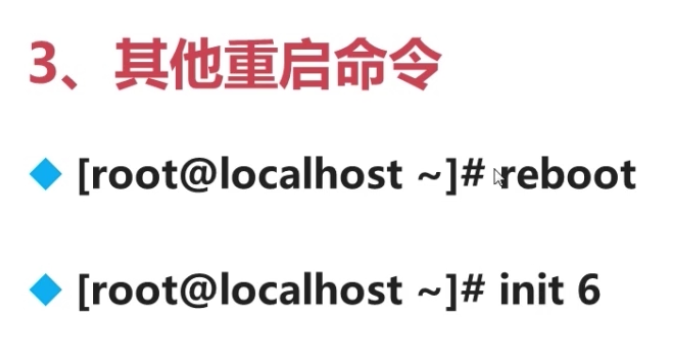 3、其他重启命令
[root@localhost ~]# reboot
[root@localhost ~]# init 6